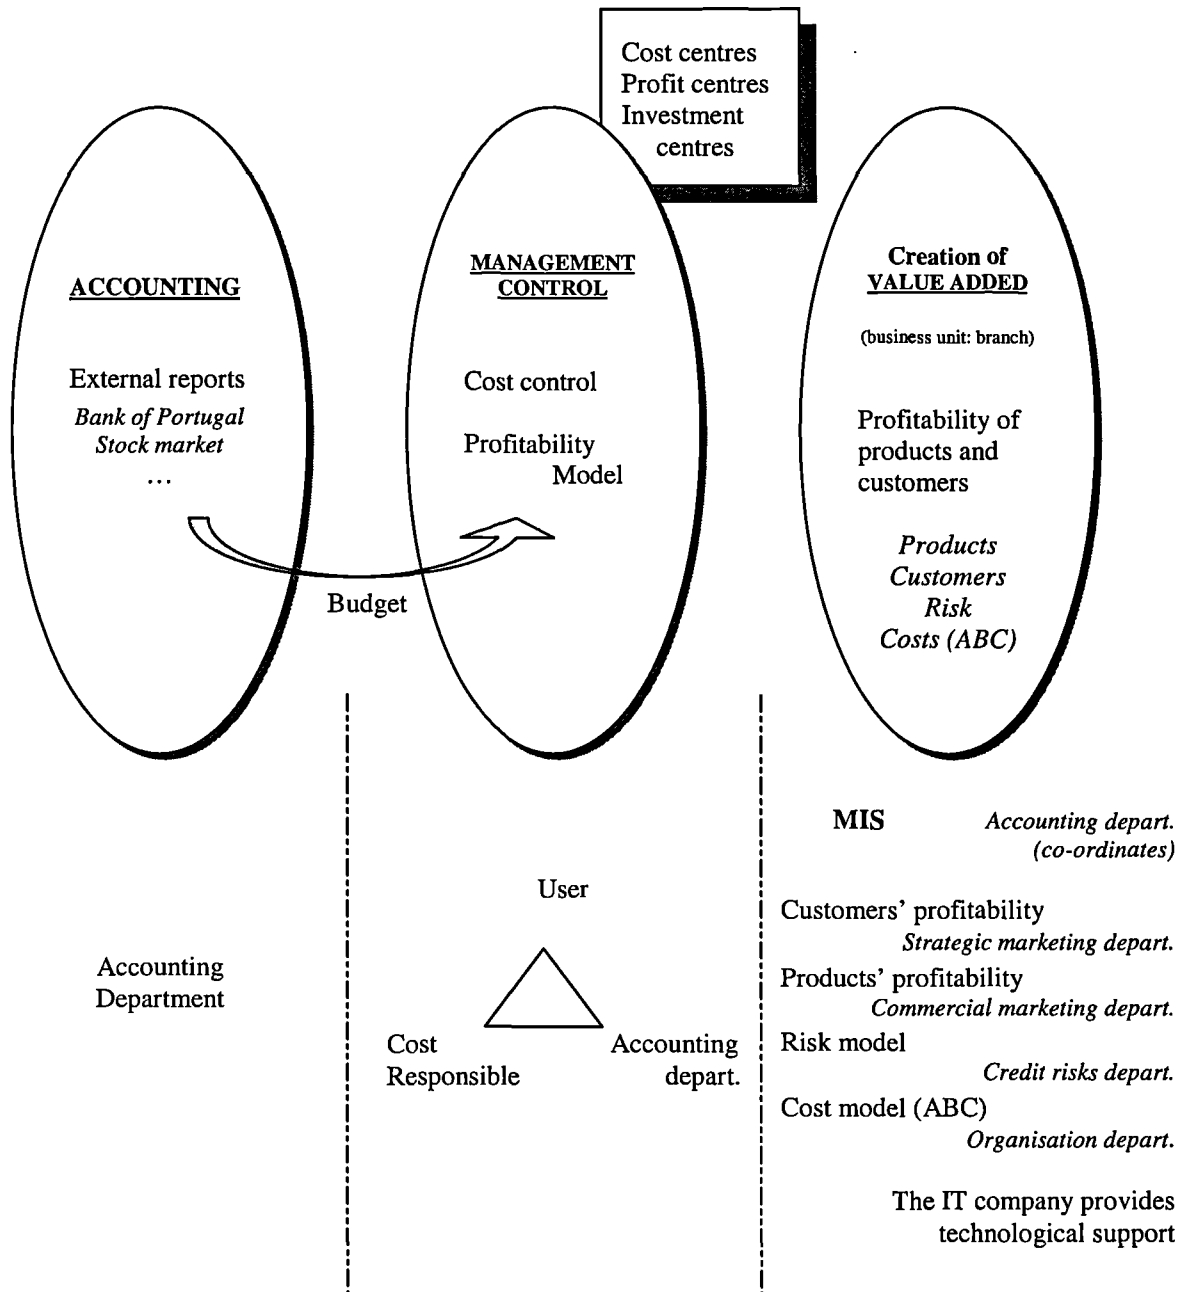 Cost centres
Profit centres
Investment
centres
ACCOUNTING
External reports
Bank of Portugal
Stock market
...
MANAGEMENT
CONTROL
Cost control
Profitability
Model
Budget
Creation of
VALUE ADDED
(business unit: branch)
Profitability of
products and
customers
Products
Customers
Risk
Costs (ABC)
Accounting
Department
User
Cost
Responsible
Accounting
depart.
MIS Accounting depart.
(co-ordinates)
Customers' profitability
Strategic marketing depart.
Products' profitability
Commercial marketing depart.
Risk model
Credit risks depart.
Cost model (ABC)
Organisation depart.
The IT company provides
technological support